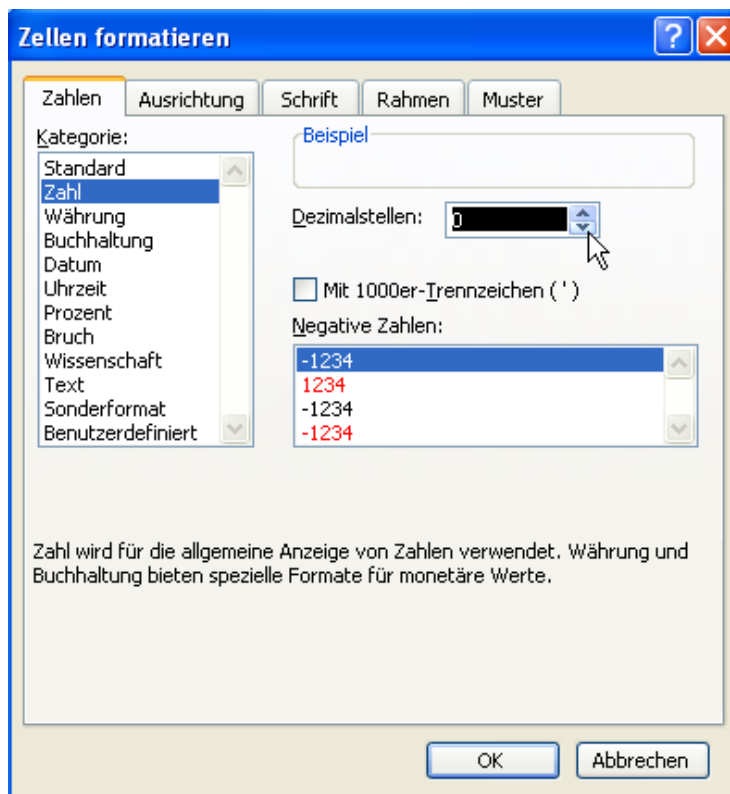 Zellen formatieren
?
Zahlen Ausrichtung Schrift Rahmen Muster
Kategorie:
Standard
Zahl
Währung
Buchhaltung
Datum
Uhrzeit
Prozent
Bruch
Wissenschaft
Text
Sonderformat
Benutzerdefiniert
Beispiel
Dezimalstellen: 0
Mit 1000er-Trennzeichen ( ' )
Negative Zahlen:
-1234
1234
-1234
-1234
Zahl wird für die allgemeine Anzeige von Zahlen verwendet. Währung und
Buchhaltung bieten spezielle Formate für monetäre Werte.
OK Abbrechen